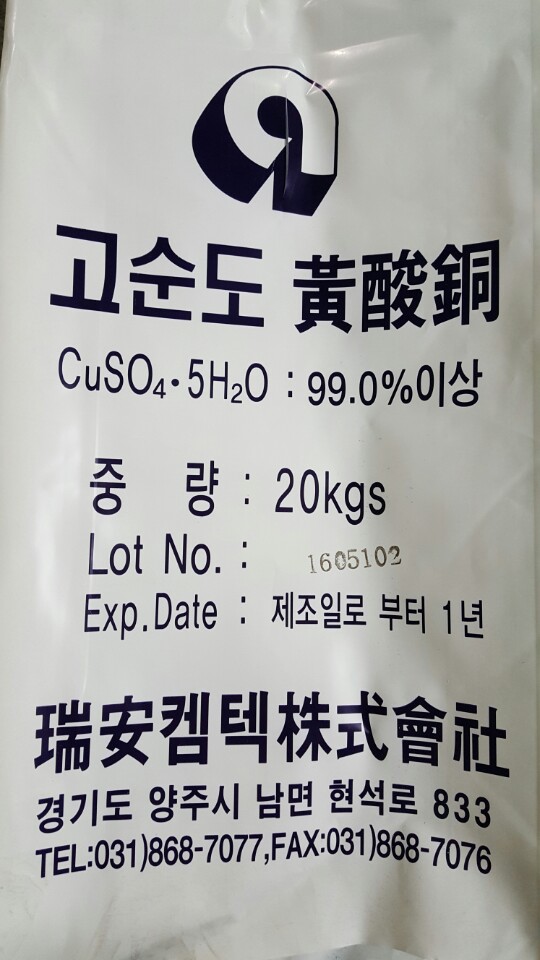 고순도 黃酸銅
CuSO₄·5H₂O : 99.0%이상
중 량 : 20kgs
Lot No. : 1605102
Exp.Date : 제조일로 부터 1년
瑞安켐텍株式會社
경기도 양주시 남면 현석로 833
TEL:031)868-7077,FAX:031)868-7076